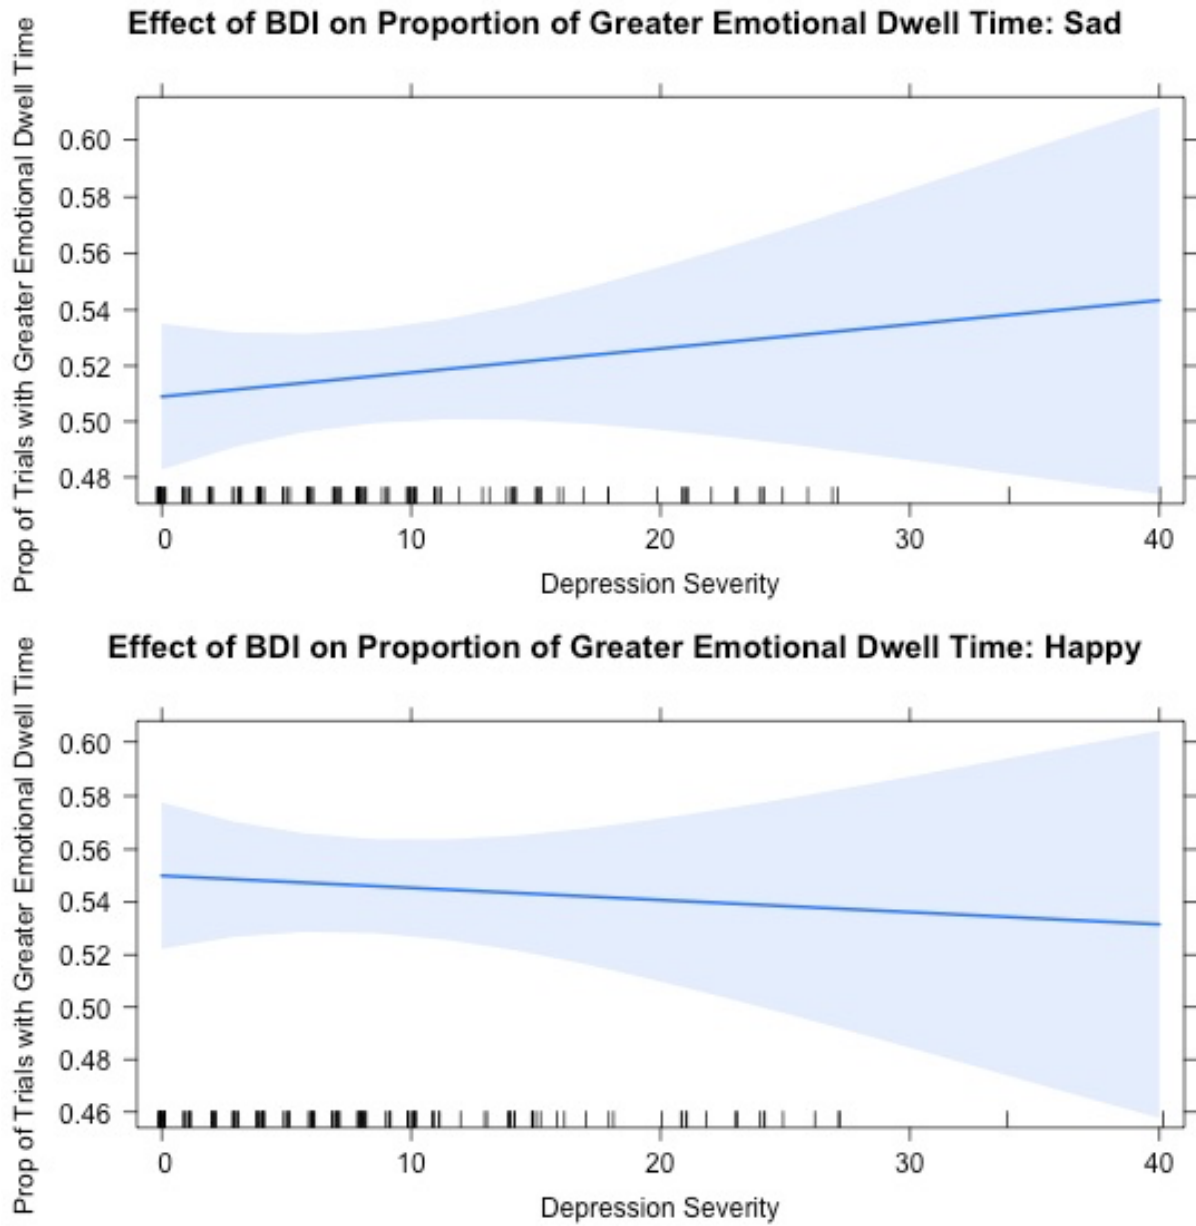 Effect of BDI on Proportion of Greater Emotional Dwell Time: Sad
Prop of Trials with Greater Emotional Dwell Time
0.60
0.58
0.56
0.54
0.52
0.50
0.48
0 10 20 30 40
Depression Severity
Effect of BDI on Proportion of Greater Emotional Dwell Time: Happy
Prop of Trials with Greater Emotional Dwell Time
0.60
0.58
0.56
0.54
0.52
0.50
0.48
0.46
0 10 20 30 40
Depression Severity